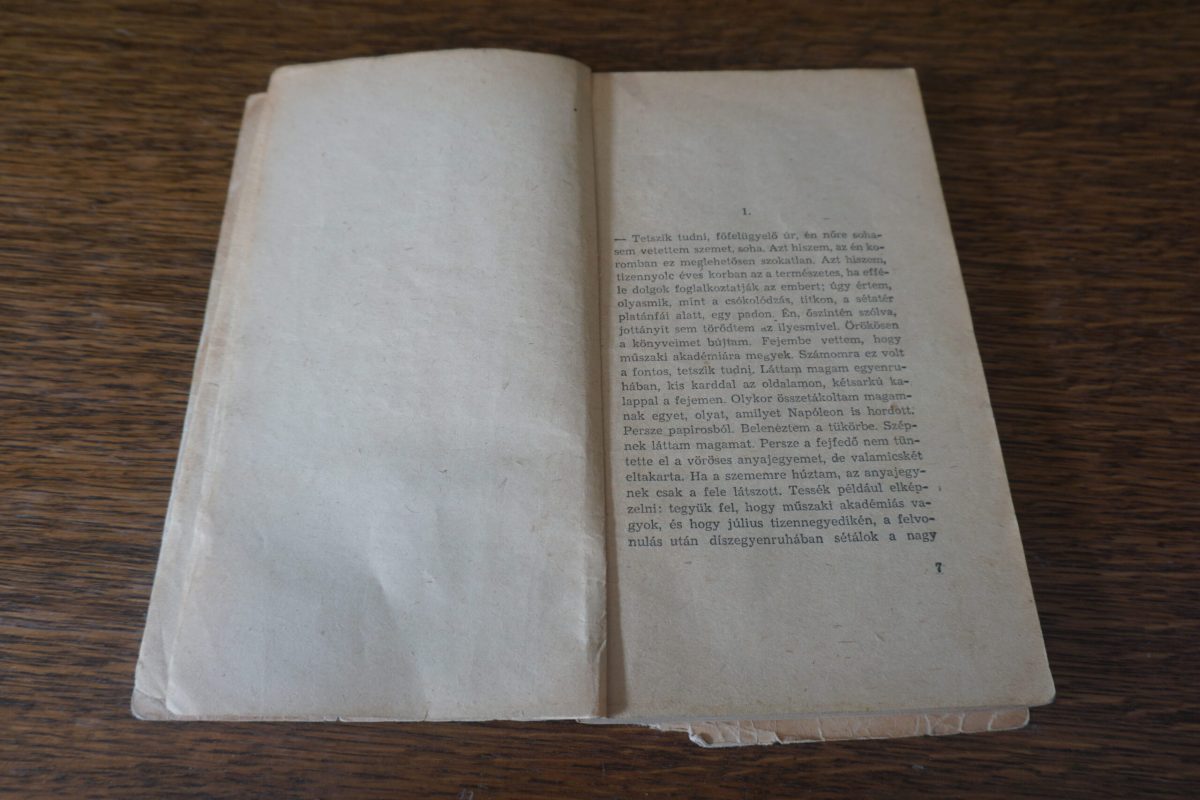 1.
— Tetszik tudni, főfelügyelő úr, én nőre soha-
sem vetettem szemet, soha. Azt hiszem, az én ko-
romban ez meglehetősen szokatlan. Azt hiszem,
tizennyolc éves korban az a természetes, ha effé-
le dolgok foglalkoztatják az embert; úgy értem,
olyasmik, mint a csókolódzás, titkon, a sétatér
platánfái alatt, egy padon. Én, őszintén szólva,
jottányit sem törődtem az ilyesmivel. Örökösen
a könyveimet bújtam. Fejembe vettem, hogy
műszaki akadémiára megyek. Számomra ez volt
a fontos, tetszik tudni. Láttam magam egyenru-
hában, kis karddal az oldalamon, kétsarkú ka-
lappal a fejemen. Olykor összetákoltam magam-
nak egyet, olyat, amilyet Napóleon is hordott.
Persze papirosból. Belenéztem a tükörbe. Szép-
nek láttam magamat. Persze a fejfedő nem tün-
tette el a vöröses anyajegyemet, de valamicskét
eltakarta. Ha a szememre húztam, az anyajegy-
nek csak a fele látszott. Tessék például elkép-
zelni: tegyük fel, hogy műszaki akadémiás va-
gyok, és hogy július tizennegyedikén, a felvo-
nulás után díszegyenruhában sétálok a nagy
7